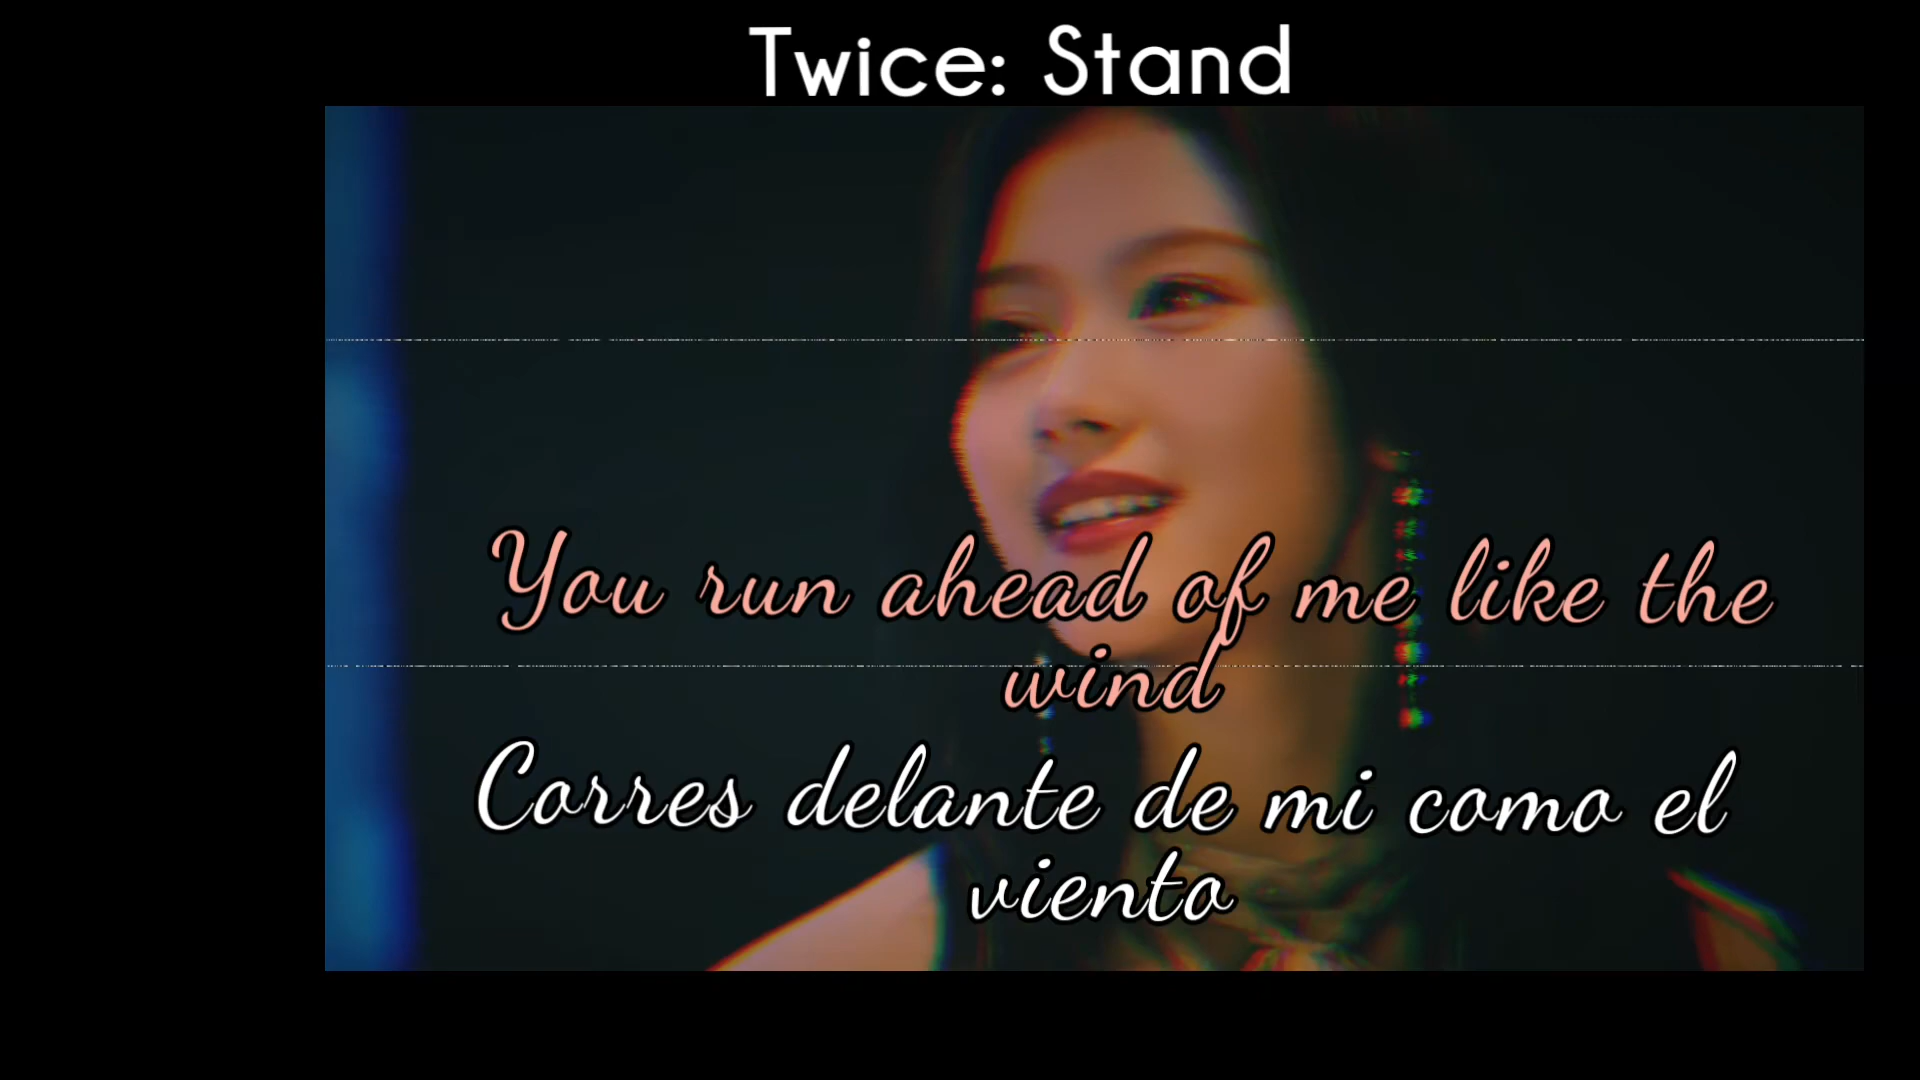 Twice: Stand
You run ahead of me like the
wind
Corres delante de mi como el
viento